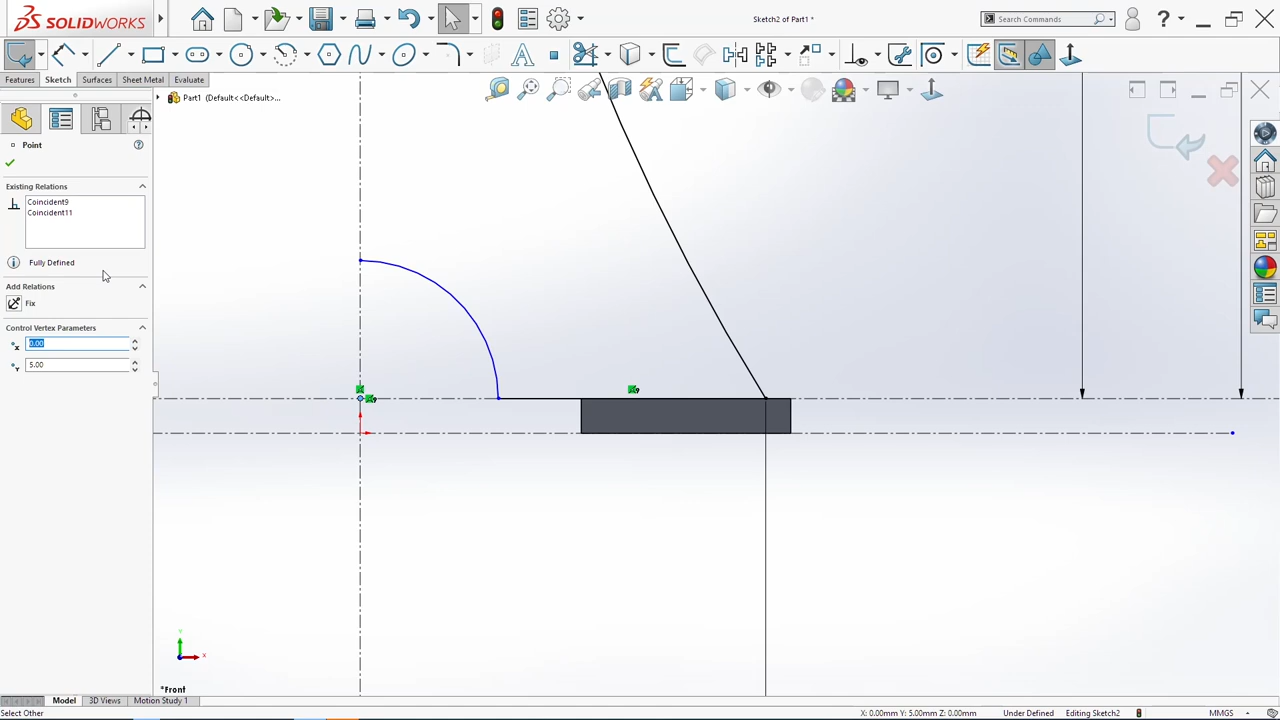 SOLIDWORKS
Sketch2 of Part1 *
Search Commands
Features
Sketch
Surfaces
Sheet Metal
Evaluate
Part1 (Default<<Default>...
Point
Existing Relations
Coincident9
Coincident11
Fully Defined
Add Relations
Fix
Control Vertex Parameters
0.00
5.00
*Front
Model
3D Views
Motion Study 1
Select Other
X: 0.00mm Y: 5.00mm Z: 0.00mm
Under Defined
Editing Sketch2
MMGS